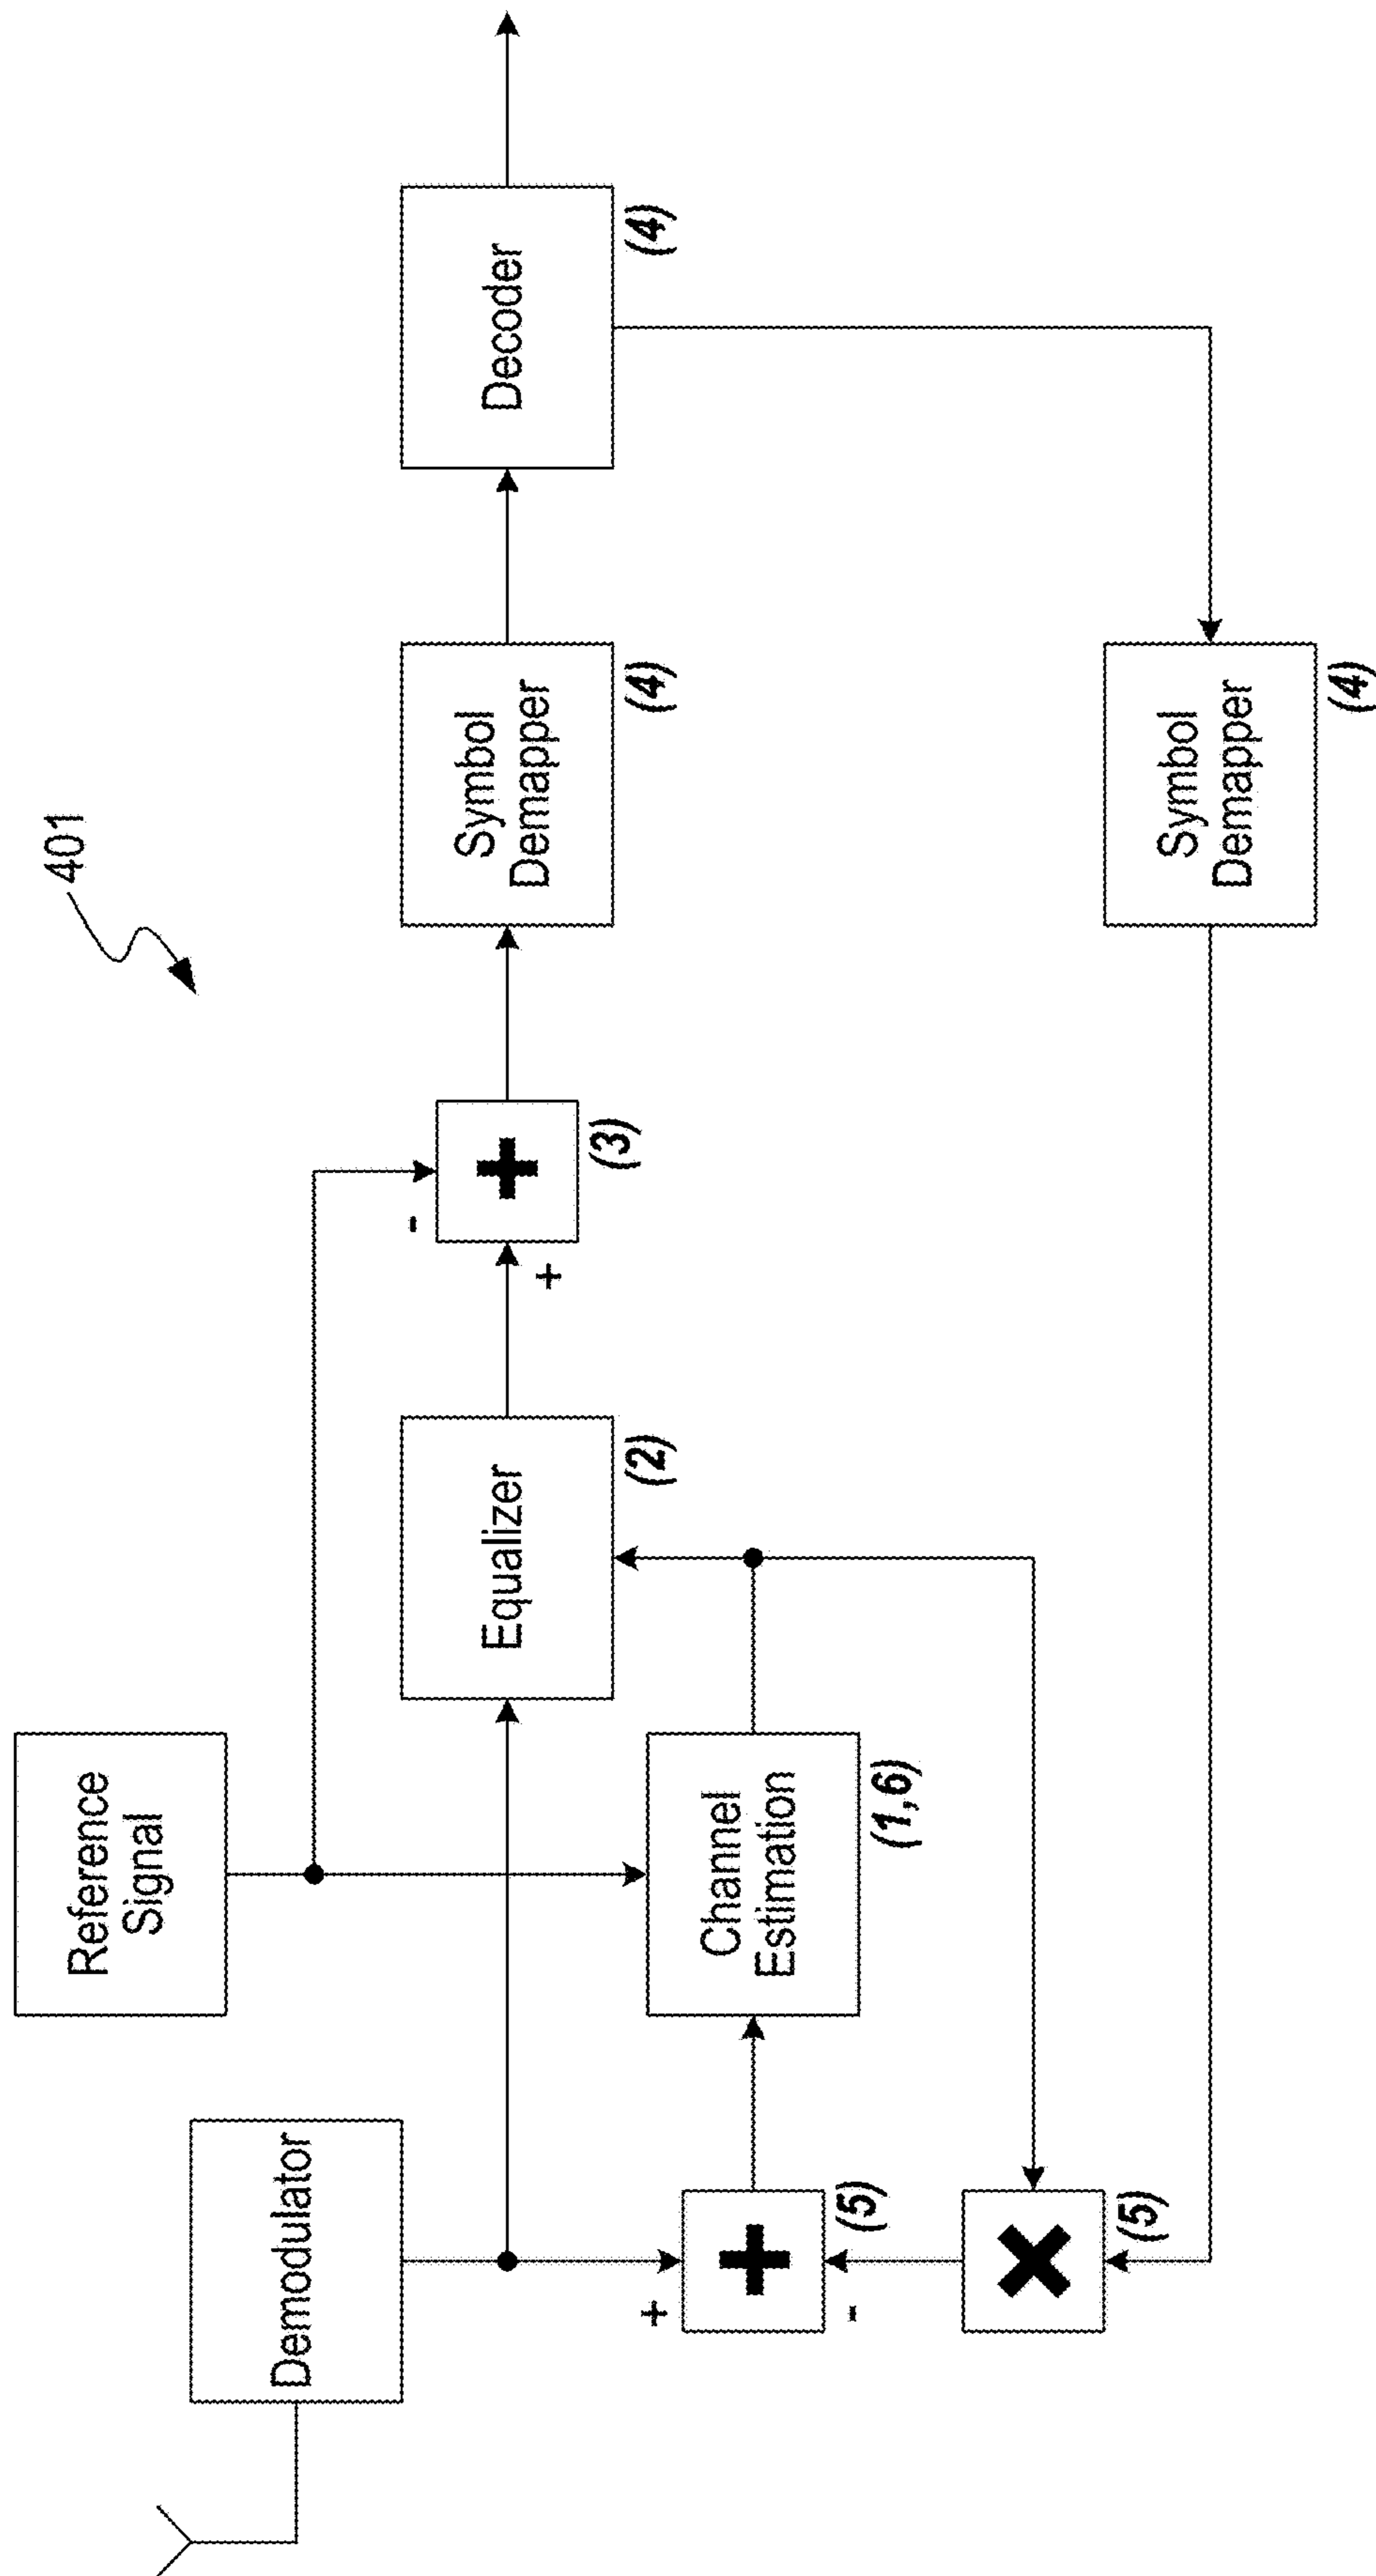 401
Reference
Signal
Demodulator
+
-
Equalizer
(2)
+
(3)
Symbol
Demapper
(4)
Decoder
(4)
+
+
(5)
-
Channel
Estimation
(1,6)
×
(5)
Symbol
Demapper
(4)